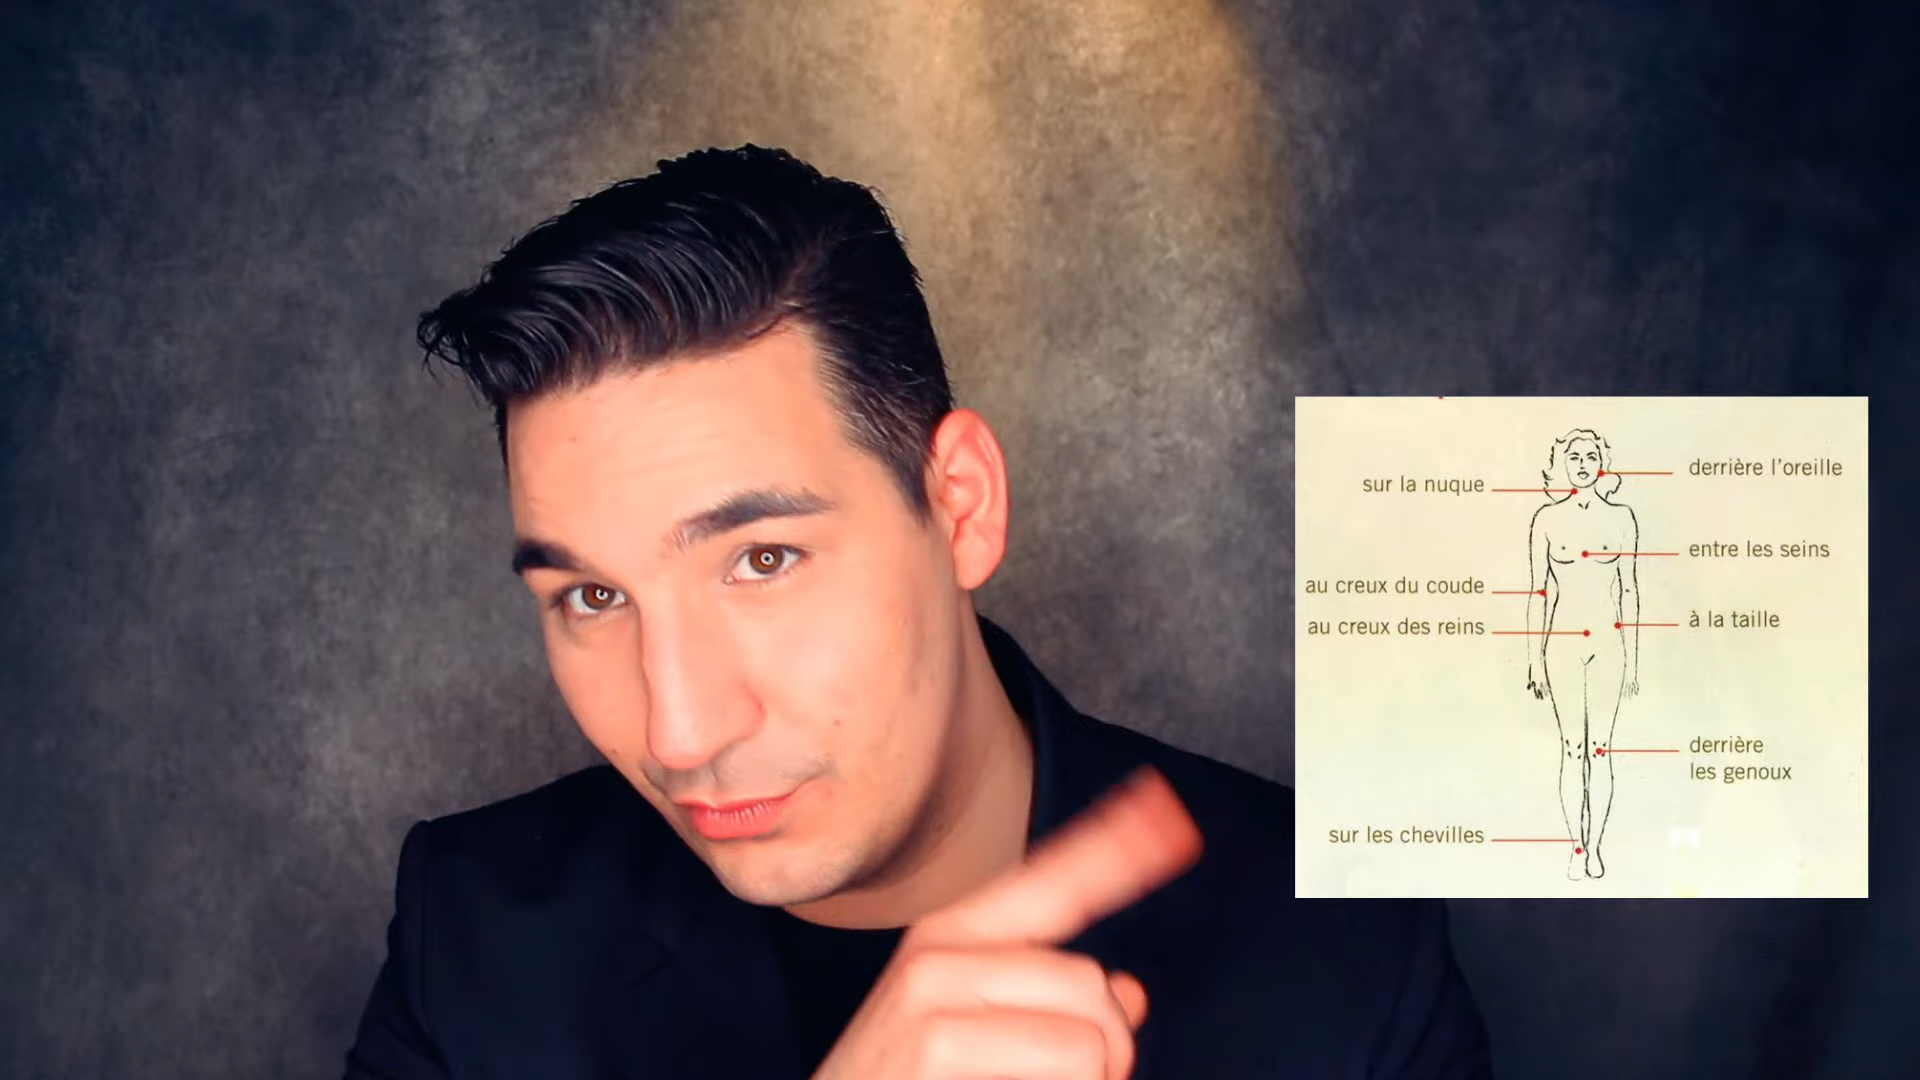 derrière l'oreille
sur la nuque
entre les seins
au creux du coude
à la taille
au creux des reins
derrière
les genoux
sur les chevilles